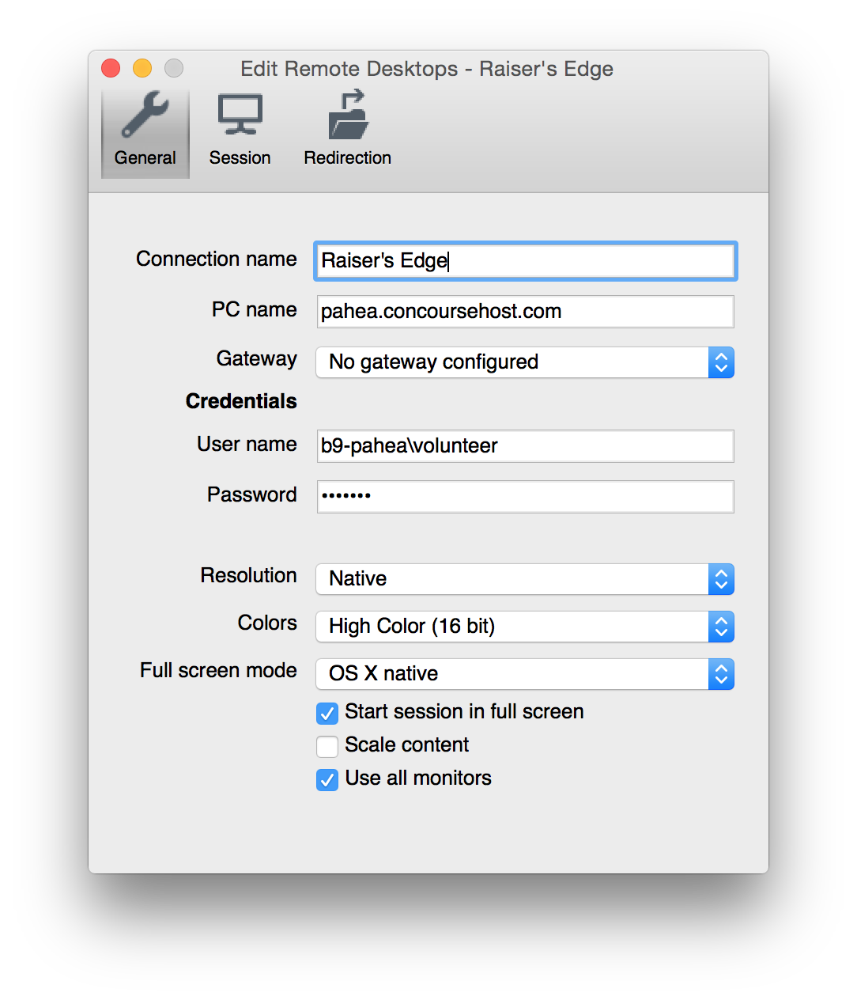 Edit Remote Desktops - Raiser's Edge
General Session Redirection
Connection name Raiser's Edge
PC name pahea.concoursehost.com
Gateway No gateway configured
Credentials
User name b9-pahea\volunteer
Password •••••••
Resolution Native
Colors High Color (16 bit)
Full screen mode OS X native
Start session in full screen
Scale content
Use all monitors